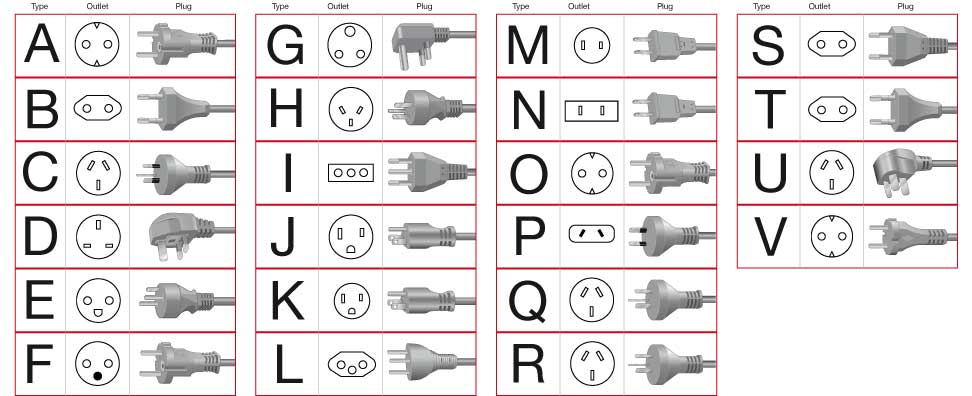 Type Outlet Plug
A
B
C
D
E
F
Type Outlet Plug
G
H
I
J
K
L
Type Outlet Plug
M
N
O
P
Q
R
Type Outlet Plug
S
T
U
V